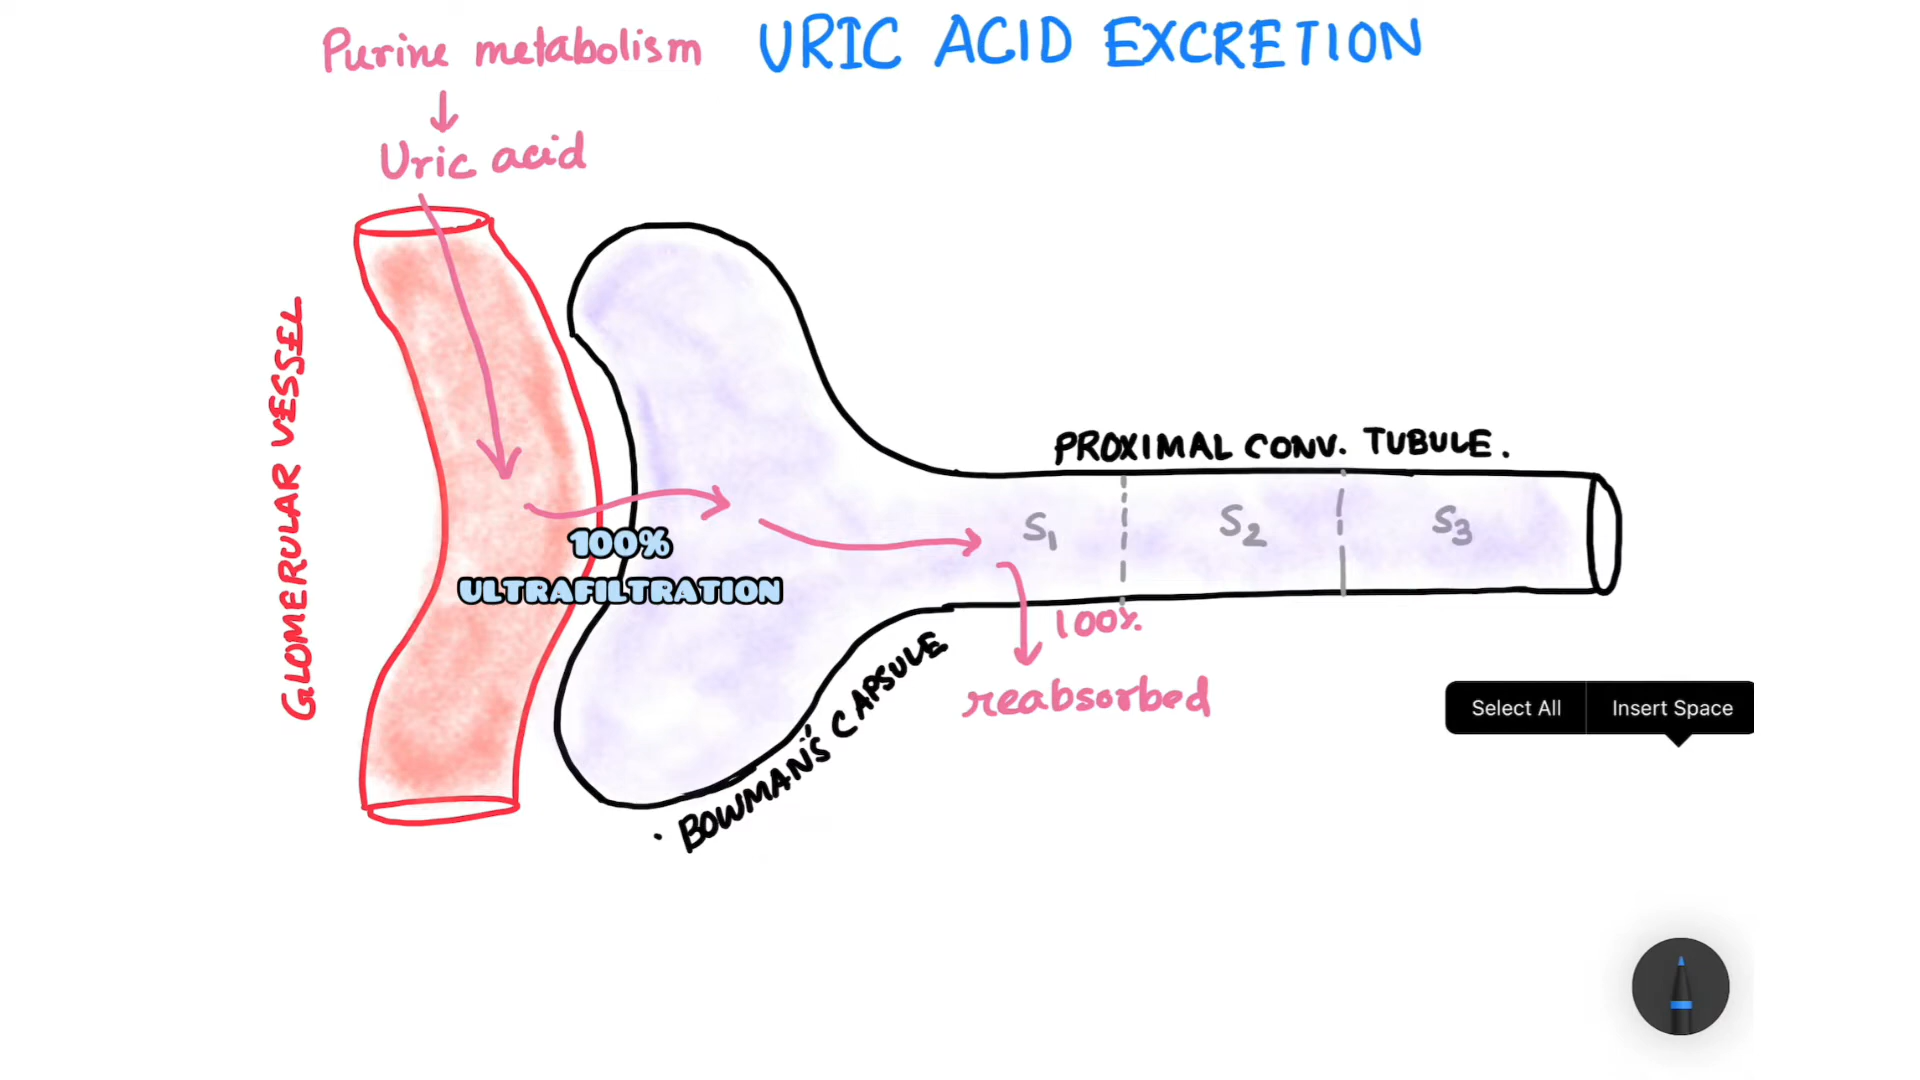 Purine metabolism
URIC ACID EXCRETION
Uric acid
GLOMERULAR VESSEL
PROXIMAL CONV. TUBULE.
S1
S2
S3
100%
ULTRAFILTRATION
100%
reabsorbed
BOWMAN'S CAPSULE
Select All
Insert Space